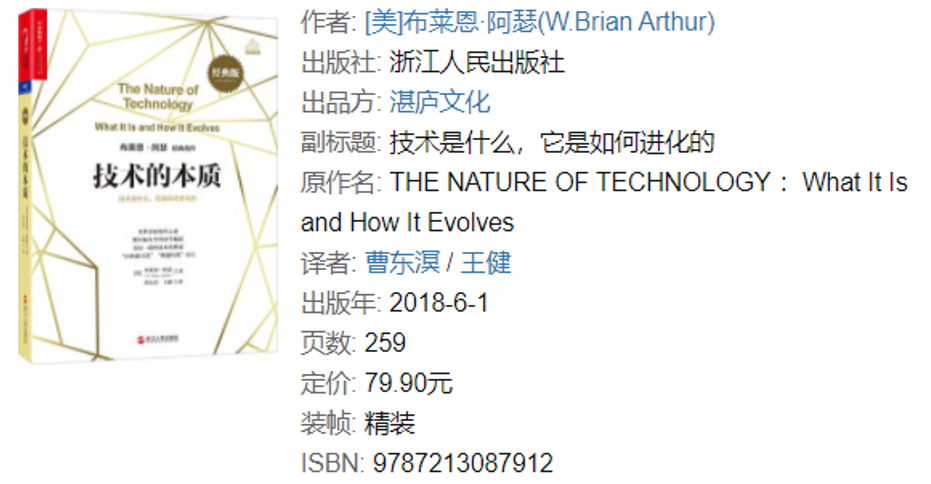 经典版
The Nature of
Technology
What It Is and How It Evolves
布莱恩·阿瑟
技术的本质
技术的本质
作者: [美]布莱恩·阿瑟(W.Brian Arthur)
出版社: 浙江人民出版社
出品方: 湛庐文化
副标题: 技术是什么，它是如何进化的
原作名: THE NATURE OF TECHNOLOGY ：What It Is
and How It Evolves
译者: 曹东溟 / 王健
出版年: 2018-6-1
页数: 259
定价: 79.90元
装帧: 精装
ISBN: 9787213087912